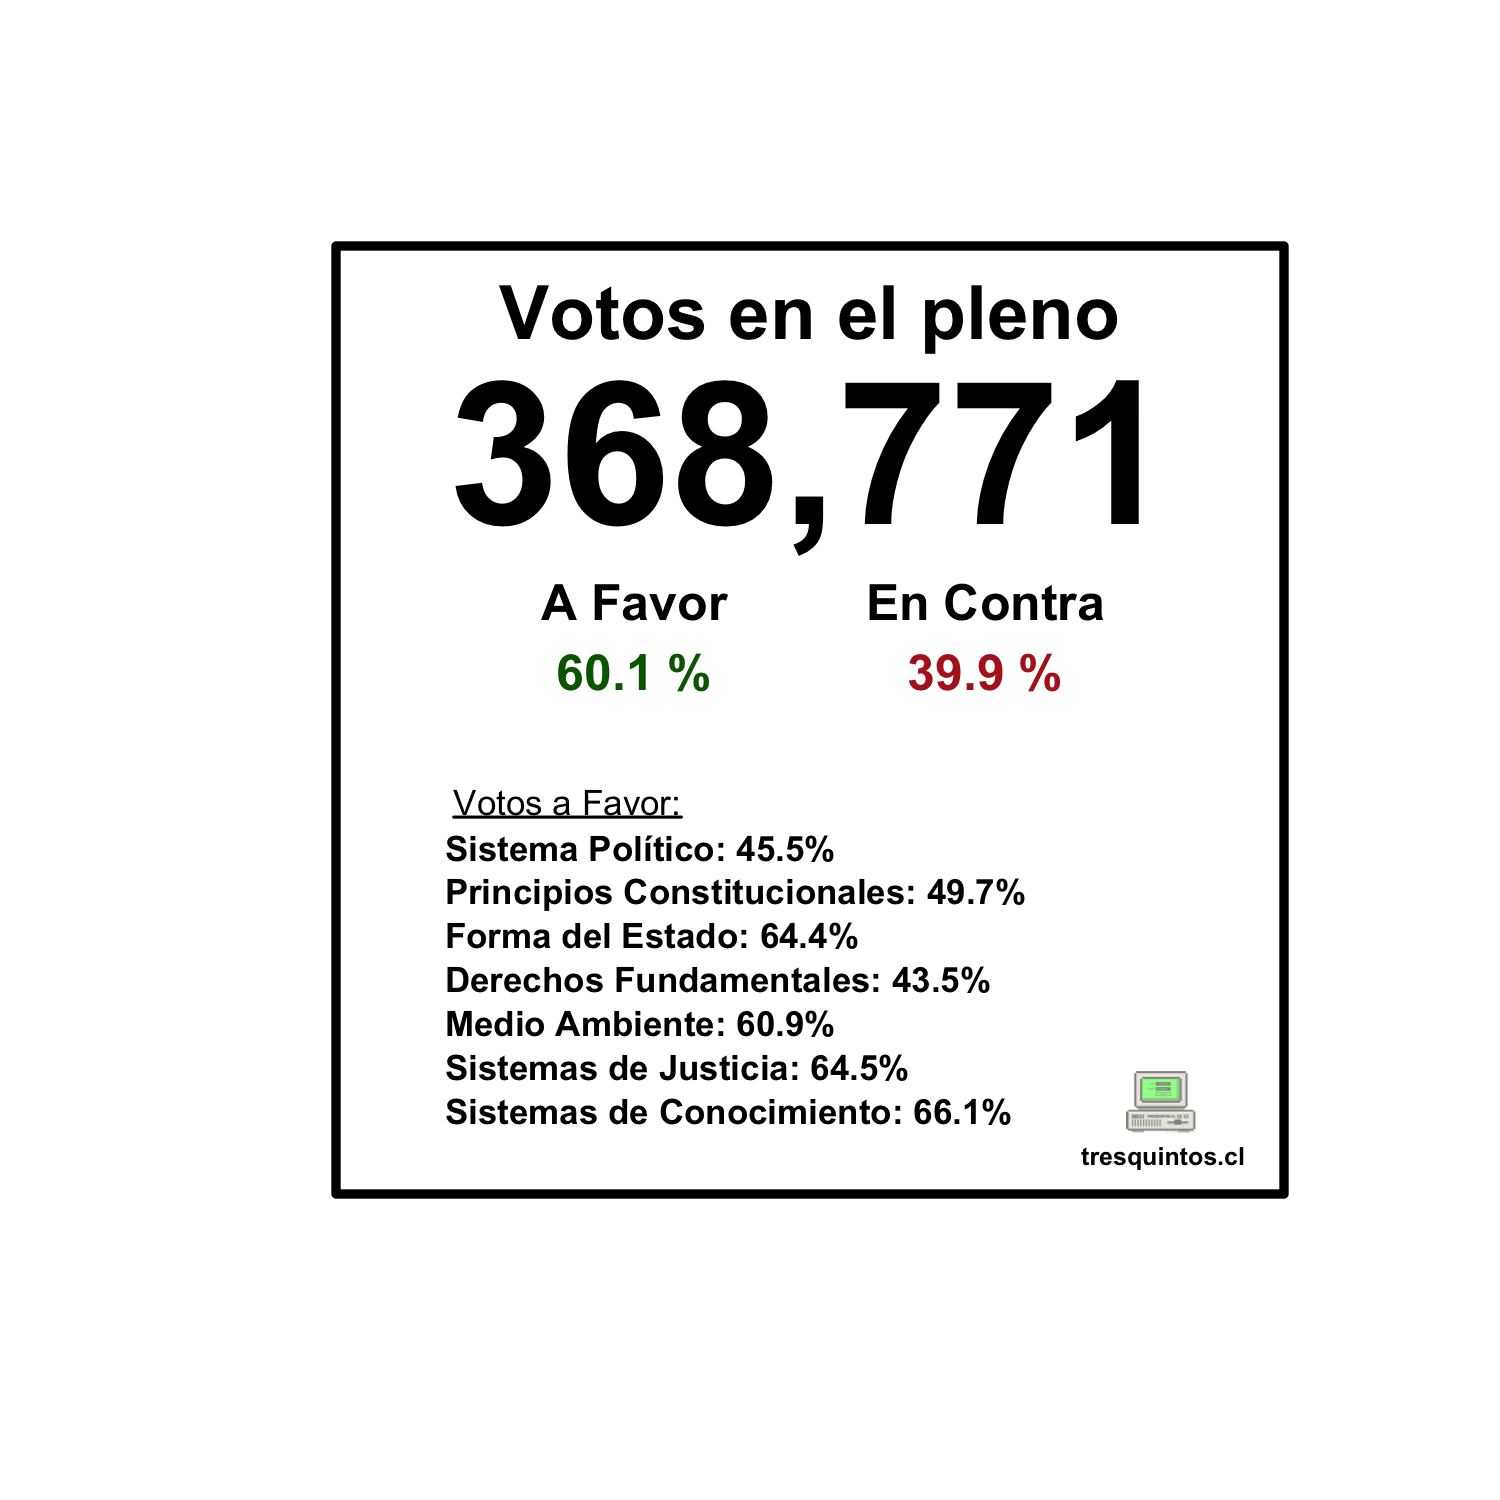 Votos en el pleno
368,771
A Favor En Contra
60.1 % 39.9 %
Votos a Favor:
Sistema Político: 45.5%
Principios Constitucionales: 49.7%
Forma del Estado: 64.4%
Derechos Fundamentales: 43.5%
Medio Ambiente: 60.9%
Sistemas de Justicia: 64.5%
Sistemas de Conocimiento: 66.1%
tresquintos.cl